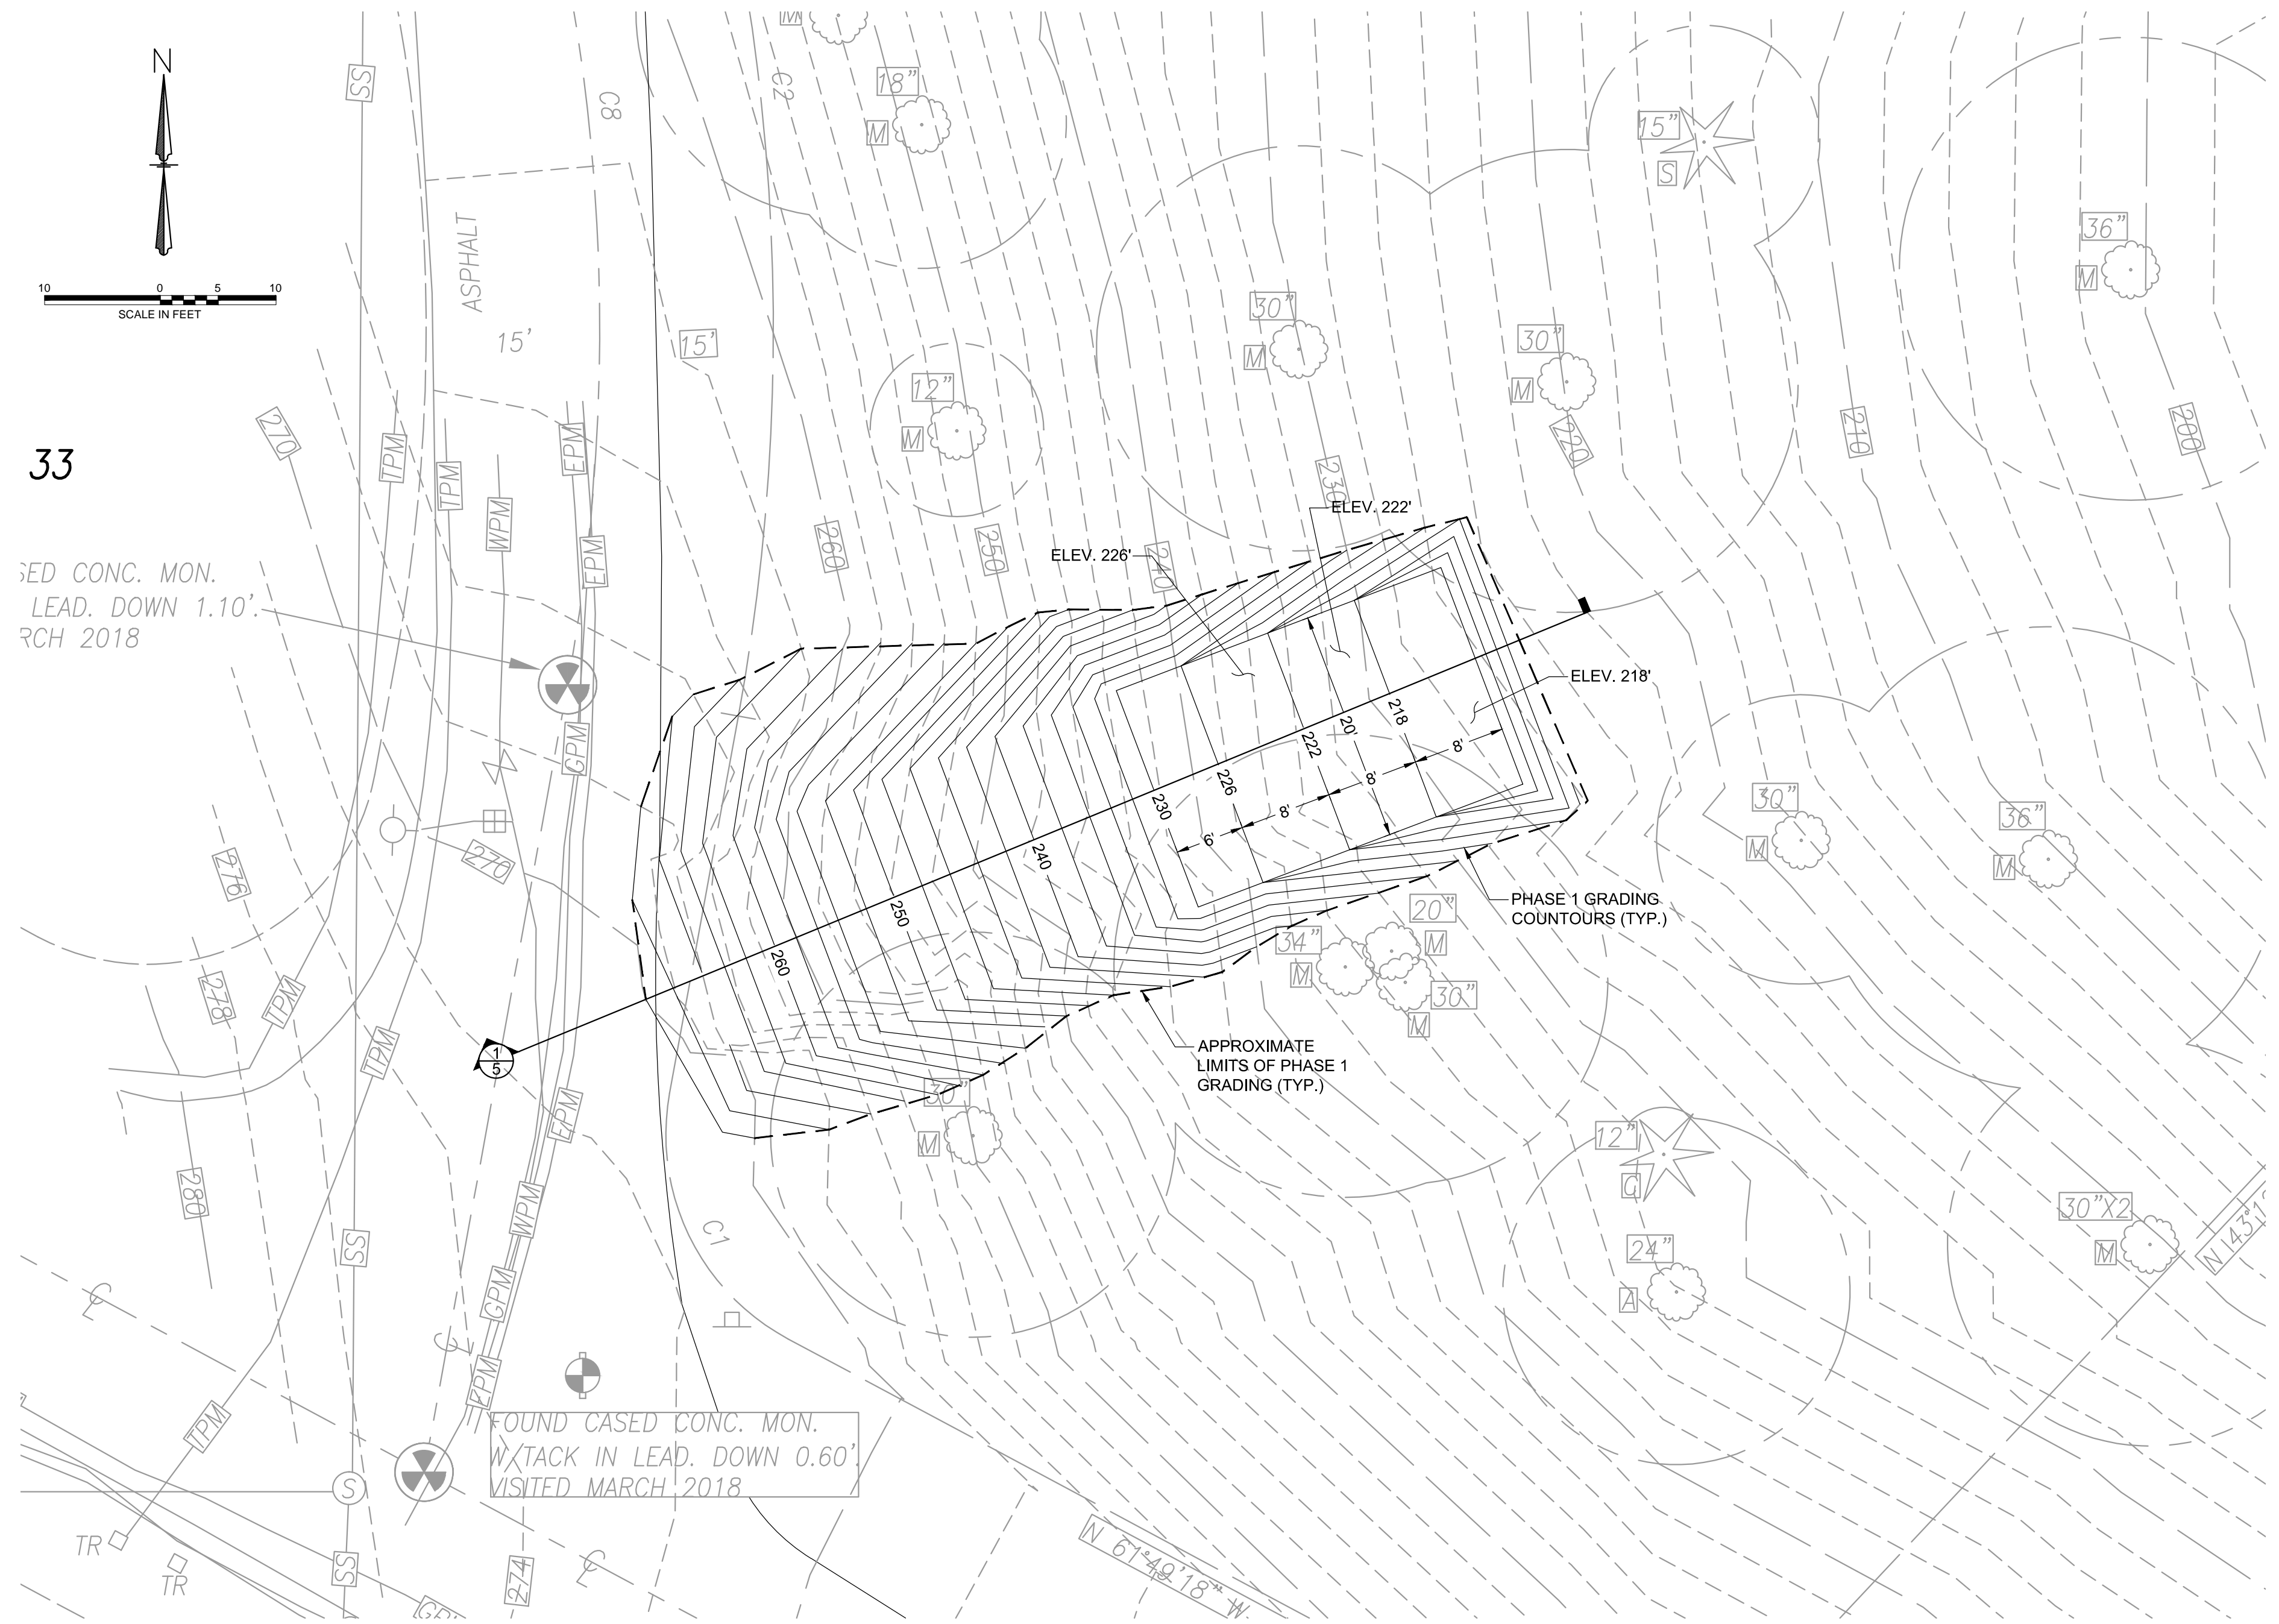 N
10 0 5 10
SCALE IN FEET
33
SED CONC. MON.
LEAD. DOWN 1.10'.
RCH 2018
SS
ASPHALT
15'
15'
C8
C2
M
18"
M
12"
M
30"
M
30"
M
15"
S
36"
M
270
TPM
TPM
WPM
EPM
EPM
GPM
260
250
240
230
220
210
200
ELEV. 222'
ELEV. 226'
ELEV. 218'
218
20'
222
226
230
8'
8'
8'
6'
240
250
260
PHASE 1 GRADING
COUNTOURS (TYP.)
APPROXIMATE
LIMITS OF PHASE 1
GRADING (TYP.)
20"
M
34"
M
30"
M
30"
M
30"
M
36"
M
1
5
270
276
278
280
TPM
TPM
EPM
WPM
GPM
EPM
SS
TPM
C1
12"
C
24"
A
30"X2
M
N 43°1
FOUND CASED CONC. MON.
W/TACK IN LEAD. DOWN 0.60'.
VISITED MARCH 2018
S
SS
TR
TR
274
N 61°49'18" W